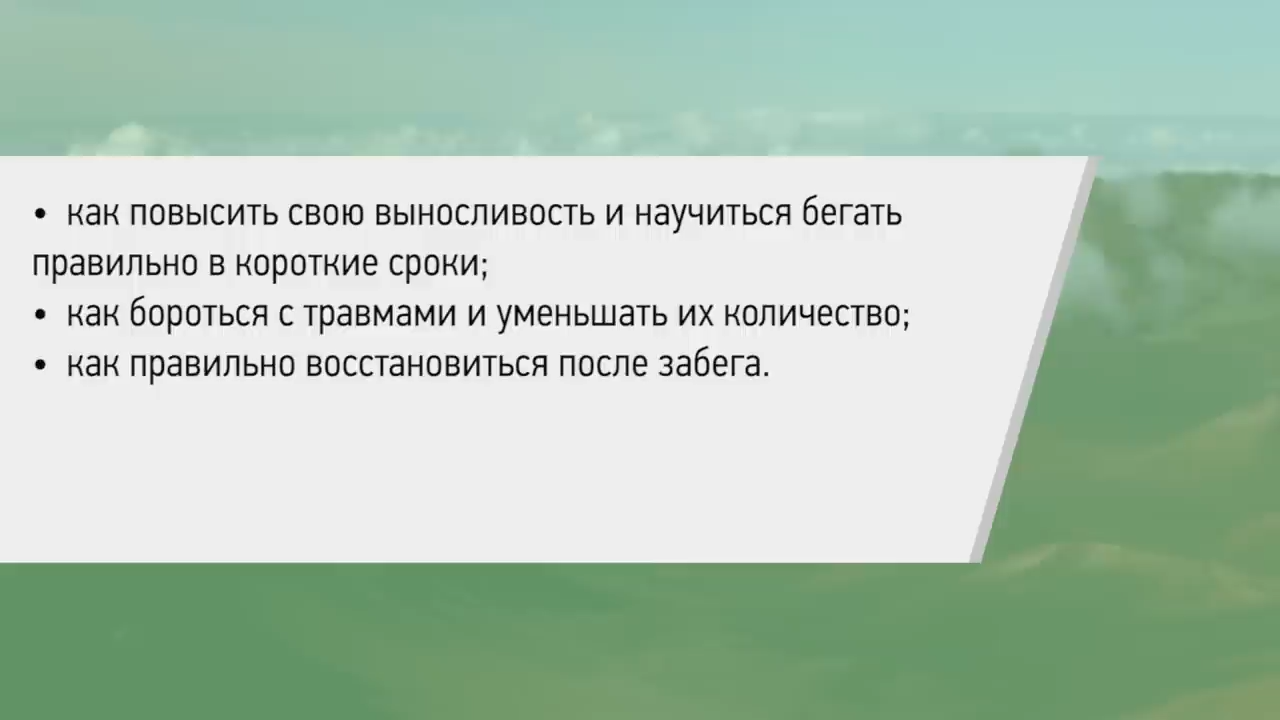 • как повысить свою выносливость и научиться бегать
правильно в короткие сроки;
• как бороться с травмами и уменьшать их количество;
• как правильно восстановиться после забега.